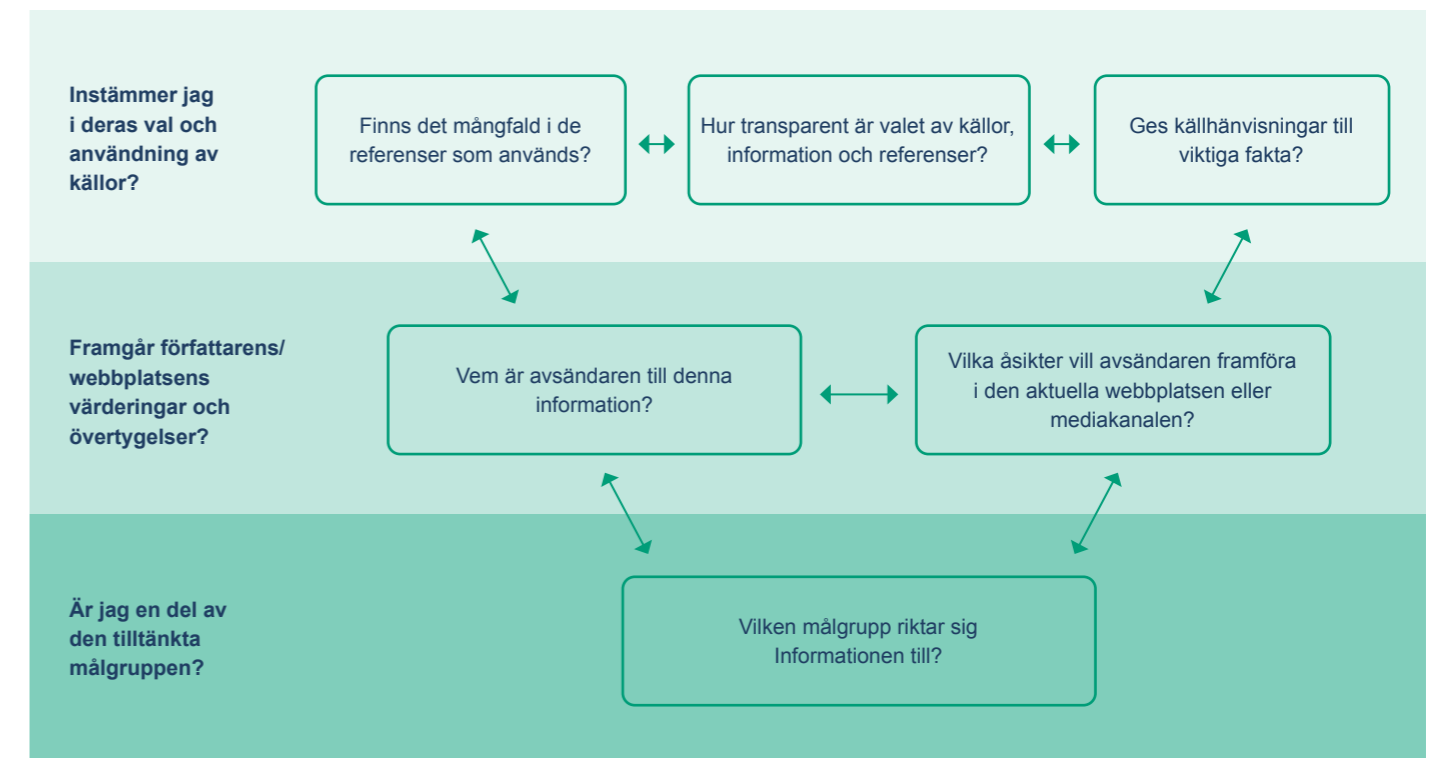 Instämmer jag
i deras val och
användning av
källor?
Finns det mångfald i de
referenser som används?
Hur transparent är valet av källor,
information och referenser?
Ges källhänvisningar till
viktiga fakta?
Framgår författarens/
webbplatsens
värderingar och
övertygelser?
Vem är avsändaren till denna
information?
Vilka åsikter vill avsändaren framföra
i den aktuella webbplatsen eller
mediakanalen?
Är jag en del av
den tilltänkta
målgruppen?
Vilken målgrupp riktar sig
Informationen till?